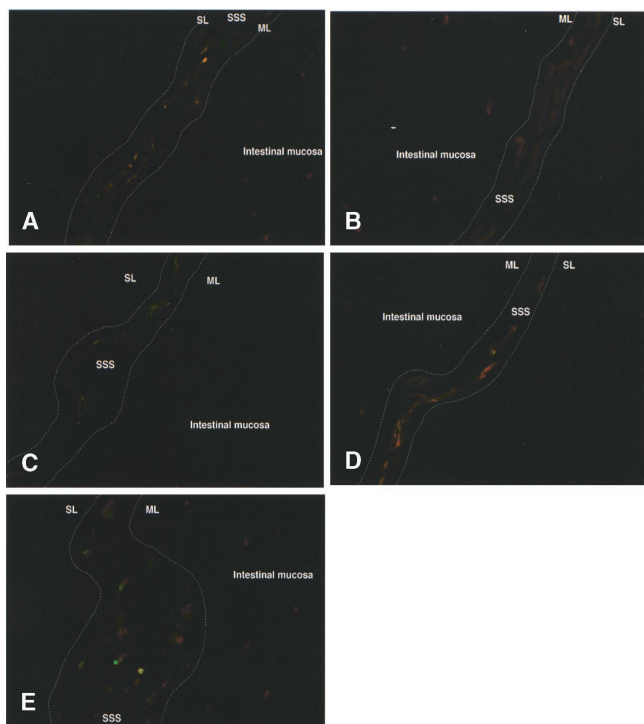 SL SSS ML
Intestinal mucosa
A
ML SL
Intestinal mucosa
SSS
B
SL ML
SSS
Intestinal mucosa
C
ML SL
SSS
Intestinal mucosa
D
SL ML
Intestinal mucosa
SSS
E